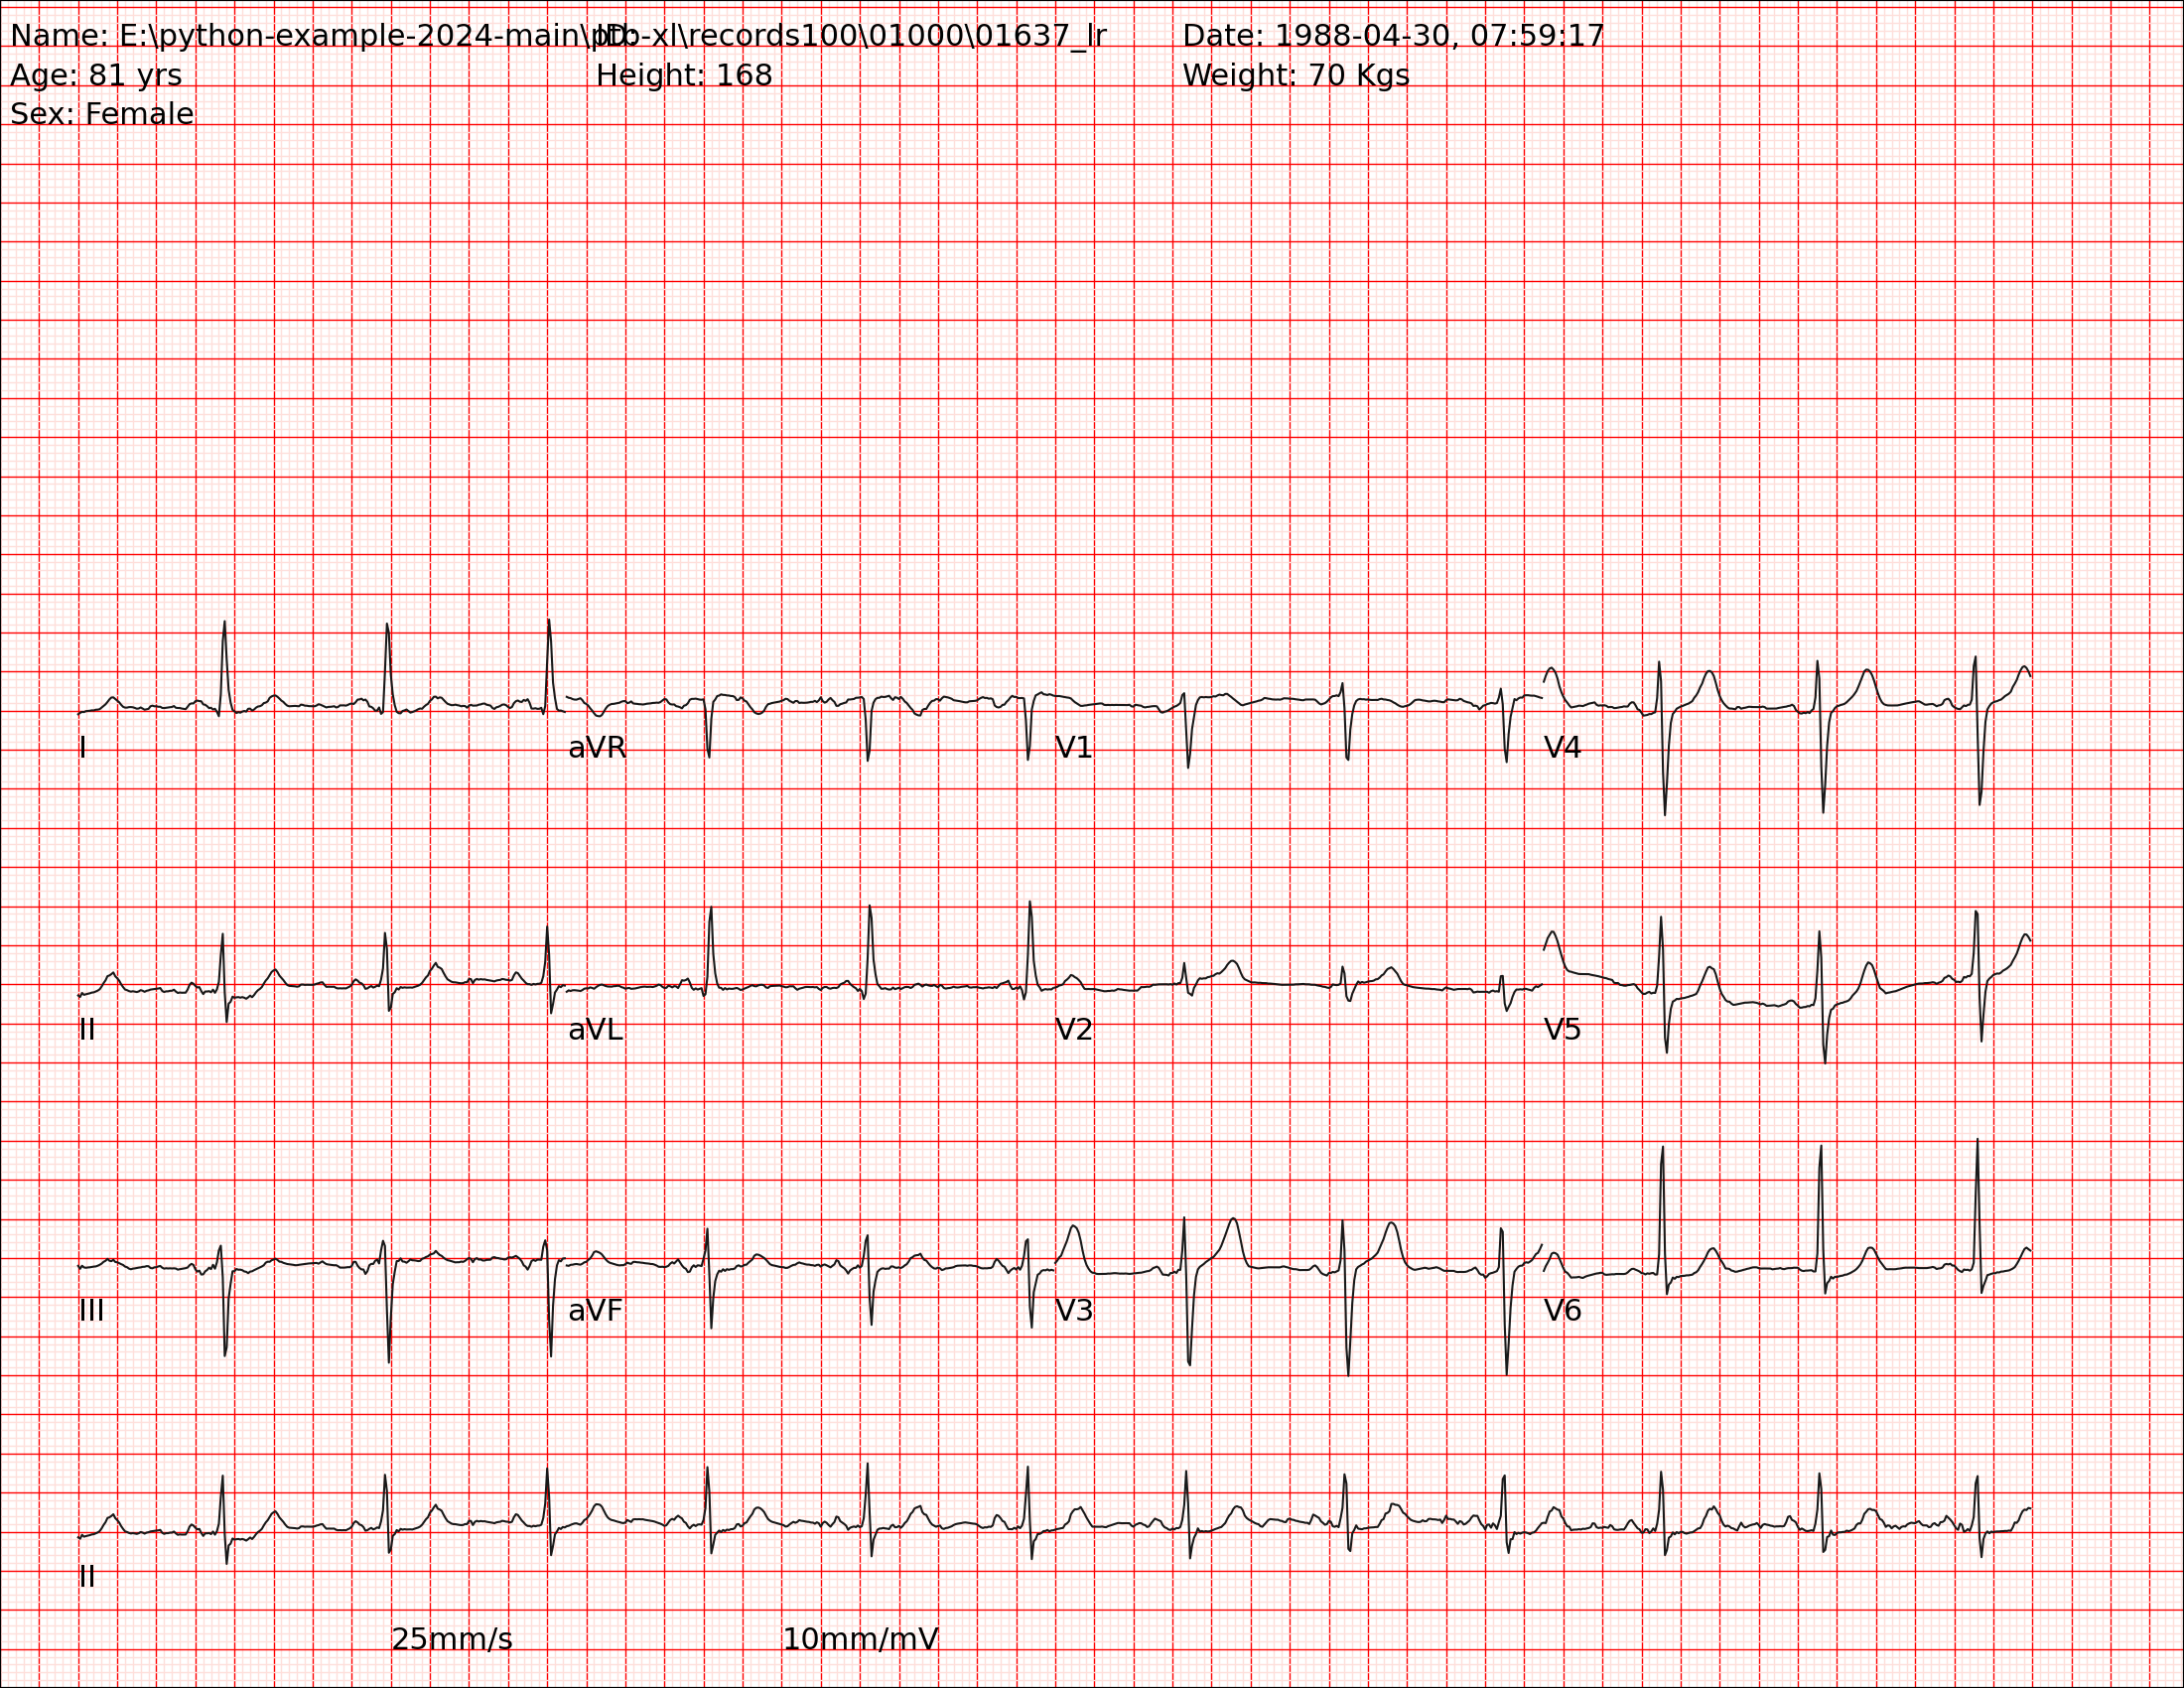 Name: E:\python-example-2024-main\ptb-xl\records100\01000\01637_lr ID: Date: 1988-04-30, 07:59:17
Age: 81 yrs Height: 168 Weight: 70 Kgs
Sex: Female
I aVR V1 V4
II aVL V2 V5
III aVF V3 V6
II
25mm/s 10mm/mV